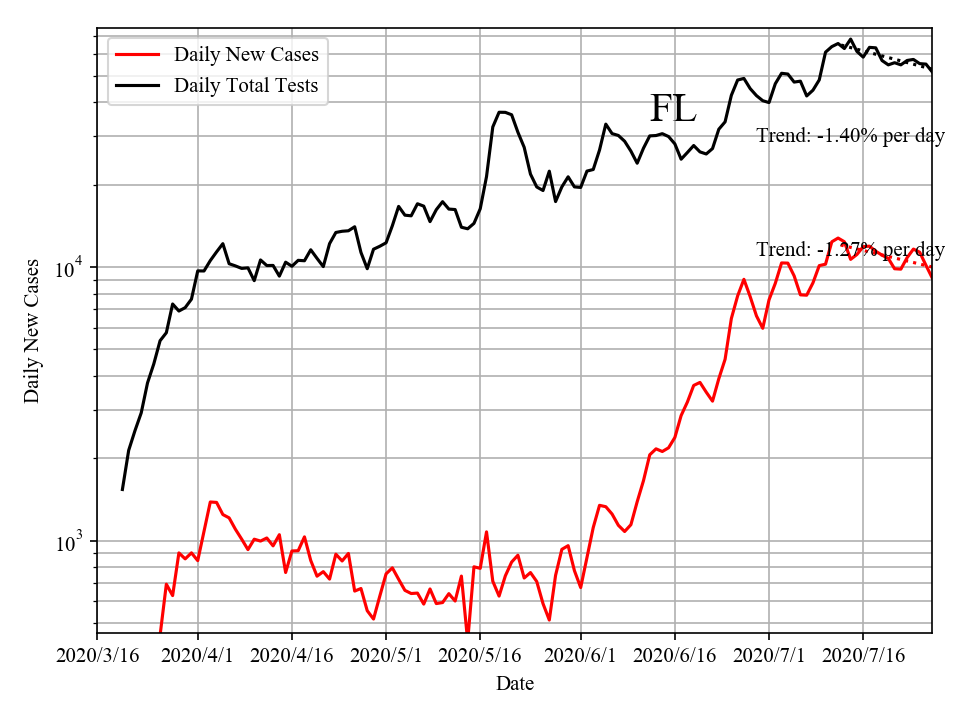 Daily New Cases
Daily Total Tests
FL
Trend: -1.40% per day
Trend: -1.27% per day
10^4
10^3
Daily New Cases
2020/3/16 2020/4/1 2020/4/16 2020/5/1 2020/5/16 2020/6/1 2020/6/16 2020/7/1 2020/7/16
Date